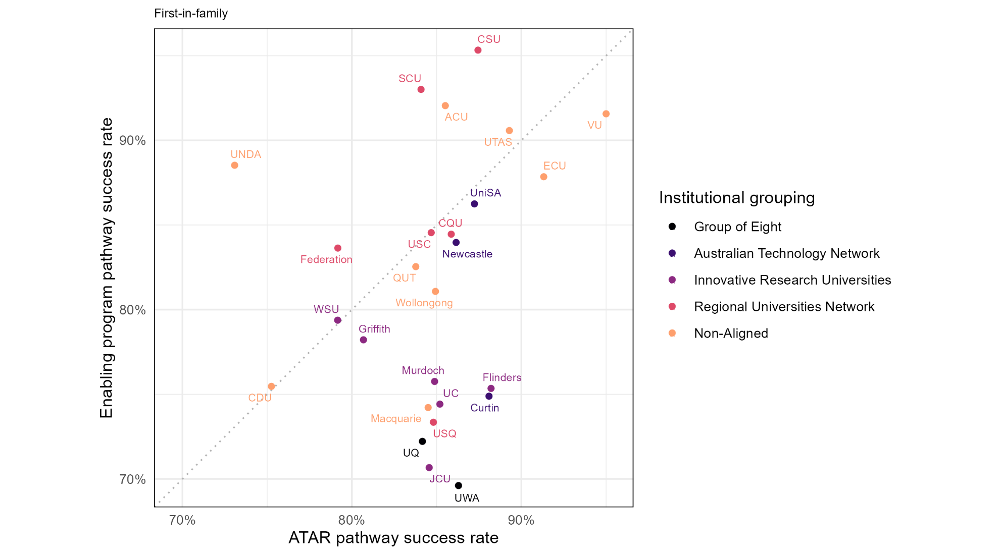 First-in-family
CSU
SCU
ACU
VU
UTAS
UNDA
ECU
UniSA
CQU
USC
Newcastle
Federation
QUT
Wollongong
WSU
Griffith
Murdoch
Flinders
UC
CDU
Curtin
Macquarie
USQ
UQ
JCU
UWA
90%
80%
70%
Enabling program pathway success rate
70%
80%
90%
ATAR pathway success rate
Institutional grouping
Group of Eight
Australian Technology Network
Innovative Research Universities
Regional Universities Network
Non-Aligned